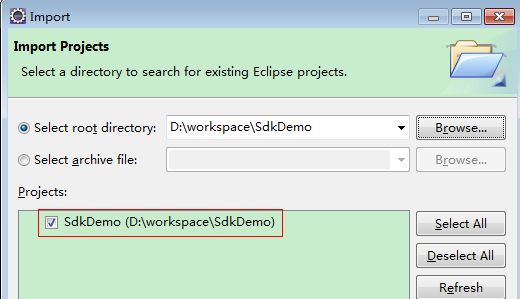 Import
Import Projects
Select a directory to search for existing Eclipse projects.
Select root directory: D:\workspace\SdkDemo Browse...
Select archive file: Browse...
Projects:
SdkDemo (D:\workspace\SdkDemo) Select All
Deselect All
Refresh